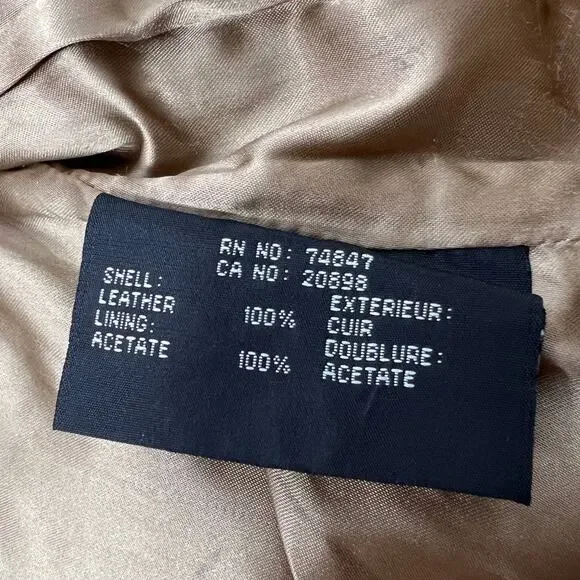 RN NO: 74847
CA NO: 20898
SHELL: EXTERIEUR:
LEATHER 100% CUIR
LINING: DOUBLURE:
ACETATE 100% ACETATE